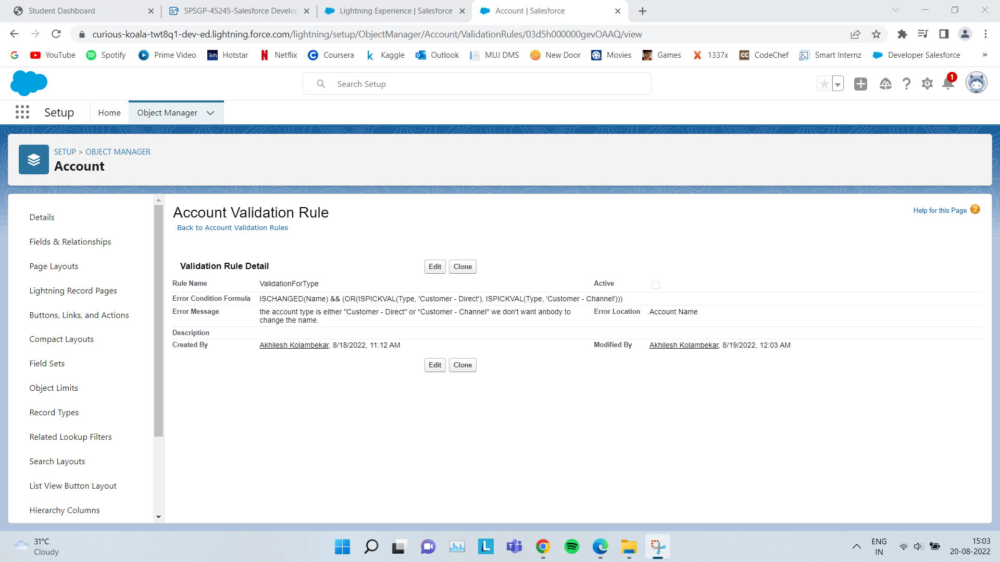 Student Dashboard
SPSGP-45245-Salesforce Develop
Lightning Experience | Salesforce
Account | Salesforce
curious-koala-twt8q1-dev-ed.lightning.force.com/lightning/setup/ObjectManager/Account/ValidationRules/03d5h000000gevOAAQ/view
YouTube Spotify Prime Video Hotstar Netflix Coursera Kaggle Outlook MUJ DMS New Door Movies Games 1337x CodeChef Smart Internz Developer Salesforce »
Search Setup
1
Setup Home Object Manager
SETUP > OBJECT MANAGER
Account
Details
Fields & Relationships
Page Layouts
Lightning Record Pages
Buttons, Links, and Actions
Compact Layouts
Field Sets
Object Limits
Record Types
Related Lookup Filters
Search Layouts
List View Button Layout
Hierarchy Columns
Account Validation Rule
Help for this Page
Back to Account Validation Rules
Validation Rule Detail
Edit Clone
Rule Name ValidationForType Active
Error Condition Formula ISCHANGED(Name) && (OR(ISPICKVAL(Type, 'Customer - Direct'), ISPICKVAL(Type, 'Customer - Channel')))
Error Message the account type is either "Customer - Direct" or "Customer - Channel" we don't want anbody to
change the name.
Error Location Account Name
Description
Created By Akhilesh Kolambekar, 8/18/2022, 11:12 AM Modified By Akhilesh Kolambekar, 8/19/2022, 12:03 AM
Edit Clone
31°C
Cloudy
ENG
IN
15:03
20-08-2022